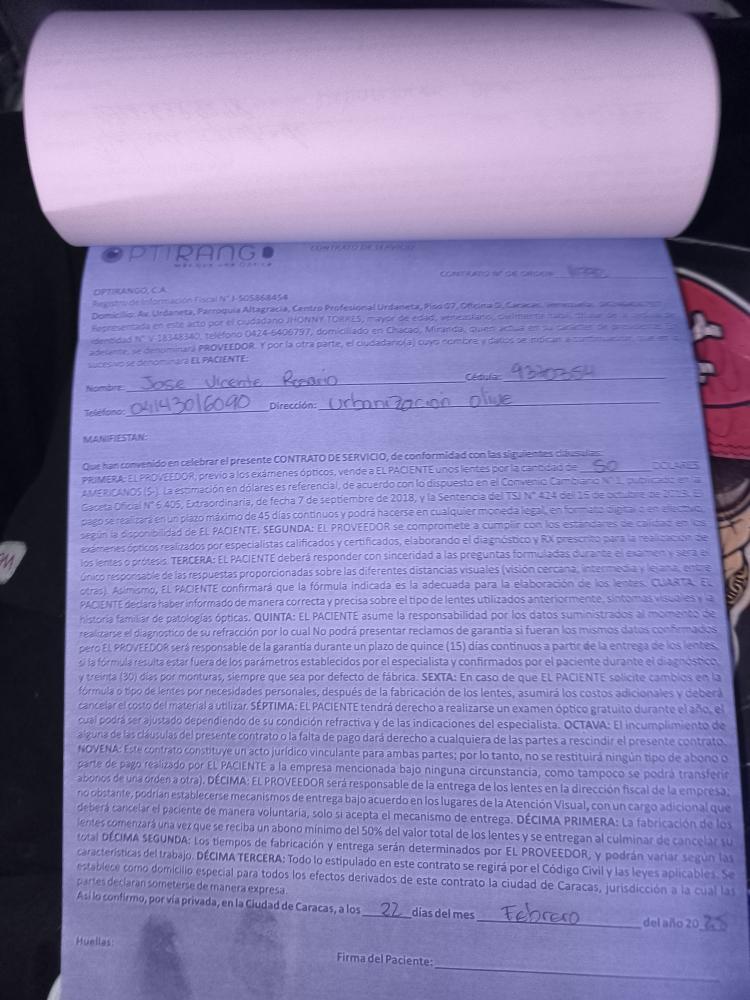 OPTIRANGO
CONTRATO DE SERVICIO
CONTRATO N° DE ORDEN:
OPTIRANGO, C.A.
Registro de Información Fiscal N° J-505868454
Domicilio: Av. Urdaneta, Parroquia Altagracia, Centro Profesional Urdaneta, Piso 07, Oficina D, Caracas,
Representada en este acto por el ciudadano JHONNY TORRES, mayor de edad, venezolano, civilmente hábil, titular de la
identidad N° V-18348340, teléfono 0424-6406797, domiciliado en Chacao, Miranda, quien actúa en su carácter de
adelante, se denominará PROVEEDOR. Y por la otra parte, el ciudadano(a) cuyo nombre y datos se indican a continuación, que en lo
sucesivo se denominará EL PACIENTE:
Nombre: Jose Vicente Rosario Cédula: 9370354
Teléfono: 04143016090 Dirección: Urbanizacion olive
MANIFIESTAN:
Que han convenido en celebrar el presente CONTRATO DE SERVICIO, de conformidad con las siguientes cláusulas:
PRIMERA: EL PROVEEDOR, previo a los exámenes ópticos, vende a EL PACIENTE unos lentes por la cantidad de 50 DOLARES
AMERICANOS ($-). La estimación en dólares es referencial, de acuerdo con lo dispuesto en el Convenio Cambiario N° 1, publicado en la
Gaceta Oficial N° 6.405, Extraordinaria, de fecha 7 de septiembre de 2018, y la Sentencia del TSJ N° 424 del 16 de octubre de 2023. El
pago se realizará en un plazo máximo de 45 días continuos y podrá hacerse en cualquier moneda legal, en formato digital o en efectivo,
según la disponibilidad de EL PACIENTE. SEGUNDA: EL PROVEEDOR se compromete a cumplir con los estándares de calidad en los
exámenes ópticos realizados por especialistas calificados y certificados, elaborando el diagnóstico y RX prescrito para la realización de
los lentes o prótesis. TERCERA: EL PACIENTE deberá responder con sinceridad a las preguntas formuladas durante el examen y será el
único responsable de las respuestas proporcionadas sobre las diferentes distancias visuales (visión cercana, intermedia y lejana, entre
otras). Asimismo, EL PACIENTE confirmará que la fórmula indicada es la adecuada para la elaboración de los lentes. CUARTA: EL
PACIENTE declara haber informado de manera correcta y precisa sobre el tipo de lentes utilizados anteriormente, síntomas visuales y la
historia familiar de patologías ópticas. QUINTA: EL PACIENTE asume la responsabilidad por los datos suministrados al momento de
realizarse el diagnostico de su refracción por lo cual No podrá presentar reclamos de garantía si fueran los mismos datos confirmados
pero EL PROVEEDOR será responsable de la garantía durante un plazo de quince (15) días continuos a partir de la entrega de los lentes,
si la fórmula resulta estar fuera de los parámetros establecidos por el especialista y confirmados por el paciente durante el diagnóstico,
y treinta (30) días por monturas, siempre que sea por defecto de fábrica. SEXTA: En caso de que EL PACIENTE solicite cambios en la
fórmula o tipo de lentes por necesidades personales, después de la fabricación de los lentes, asumirá los costos adicionales y deberá
cancelar el costo del material a utilizar. SÉPTIMA: EL PACIENTE tendrá derecho a realizarse un examen óptico gratuito durante el año, el
cual podrá ser ajustado dependiendo de su condición refractiva y de las indicaciones del especialista. OCTAVA: El incumplimiento de
alguna de las cláusulas del presente contrato o la falta de pago dará derecho a cualquiera de las partes a rescindir el presente contrato.
NOVENA: Este contrato constituye un acto jurídico vinculante para ambas partes; por lo tanto, no se restituirá ningún tipo de abono o
parte de pago realizado por EL PACIENTE a la empresa mencionada bajo ninguna circunstancia, como tampoco se podrá transferir
abonos de una orden a otra). DÉCIMA: EL PROVEEDOR será responsable de la entrega de los lentes en la dirección fiscal de la empresa,
no obstante, podrían establecerse mecanismos de entrega bajo acuerdo en los lugares de la Atención Visual, con un cargo adicional que
deberá cancelar el paciente de manera voluntaria, solo si acepta el mecanismo de entrega. DÉCIMA PRIMERA: La fabricación de los
lentes comenzará una vez que se reciba un abono mínimo del 50% del valor total de los lentes y se entregan al culminar de cancelar su
total DÉCIMA SEGUNDA: Los tiempos de fabricación y entrega serán determinados por EL PROVEEDOR, y podrán variar según las
características del trabajo. DÉCIMA TERCERA: Todo lo estipulado en este contrato se regirá por el Código Civil y las leyes aplicables. Se
establece como domicilio especial para todos los efectos derivados de este contrato la ciudad de Caracas, jurisdicción a la cual las
partes declaran someterse de manera expresa.
Así lo confirmo, por vía privada, en la Ciudad de Caracas, a los 22 días del mes Febrero del año 2025
Huellas:
Firma del Paciente: